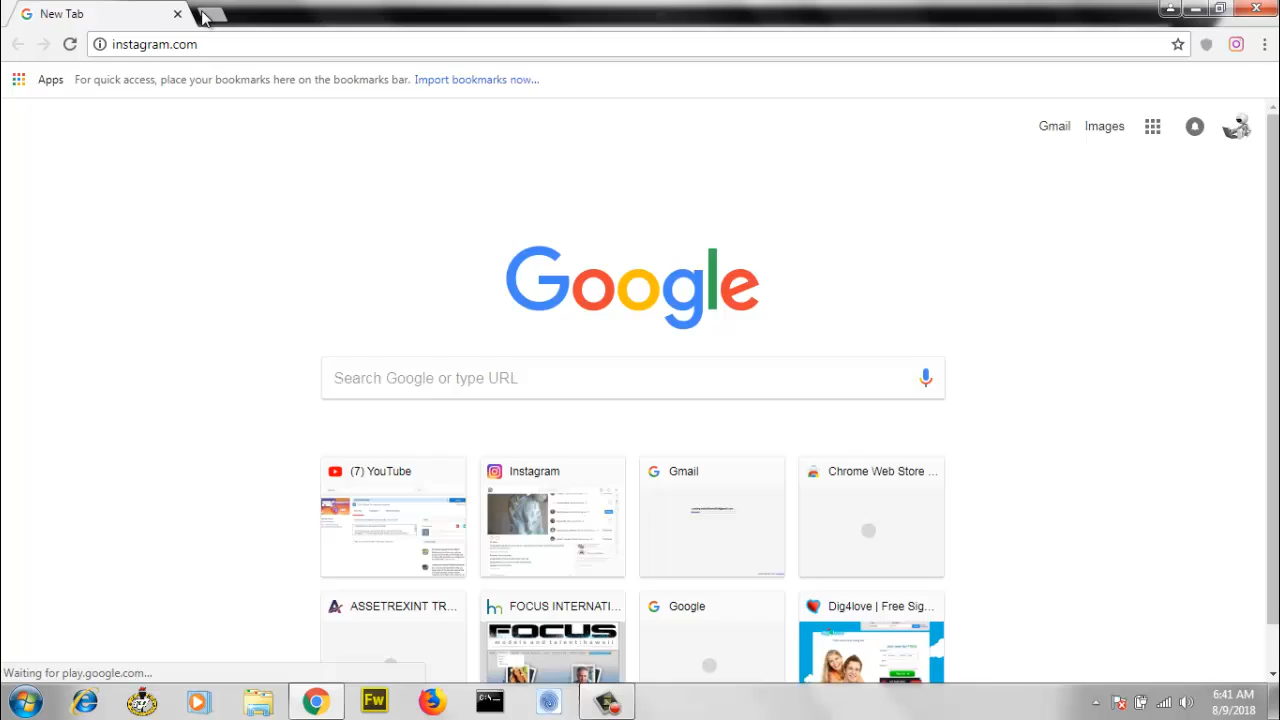 New Tab
instagram.com
Apps For quick access, place your bookmarks here on the bookmarks bar. Import bookmarks now...
Gmail Images
Google
Search Google or type URL
(7) YouTube Instagram Gmail Chrome Web Store ...
ASSETREXINT TR... FOCUS INTERNATI... Google Dig4love | Free Sig...
FOCUS
Waiting for play.google.com...
Fw
6:41 AM
8/9/2018